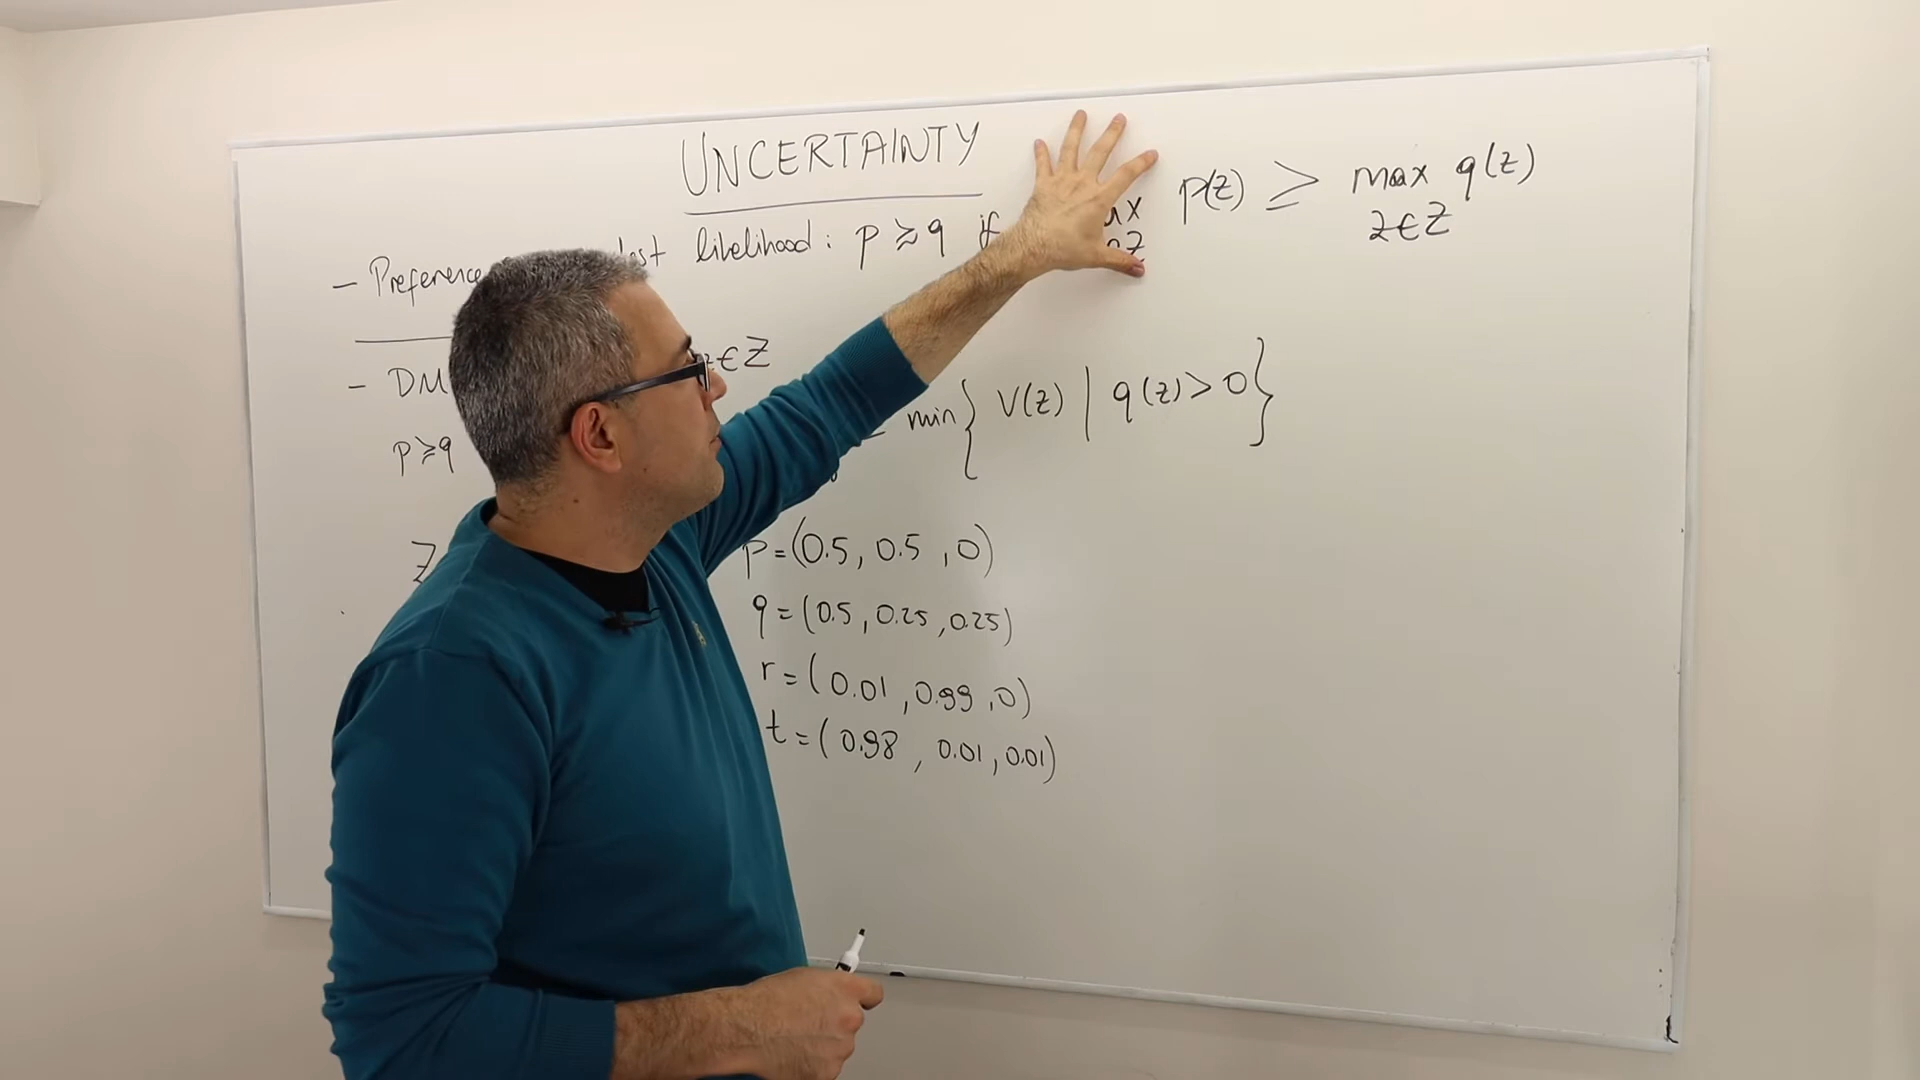 UNCERTAINTY
– Preference likelihood: p ≿ q if p(z) ≥ max q(z)
z∈Z
– DM z∈Z
p ≿ q min { V(z) | q(z) > 0 }
Z p = (0.5, 0.5, 0)
q = (0.5, 0.25, 0.25)
r = (0.01, 0.99, 0)
t = (0.98, 0.01, 0.01)